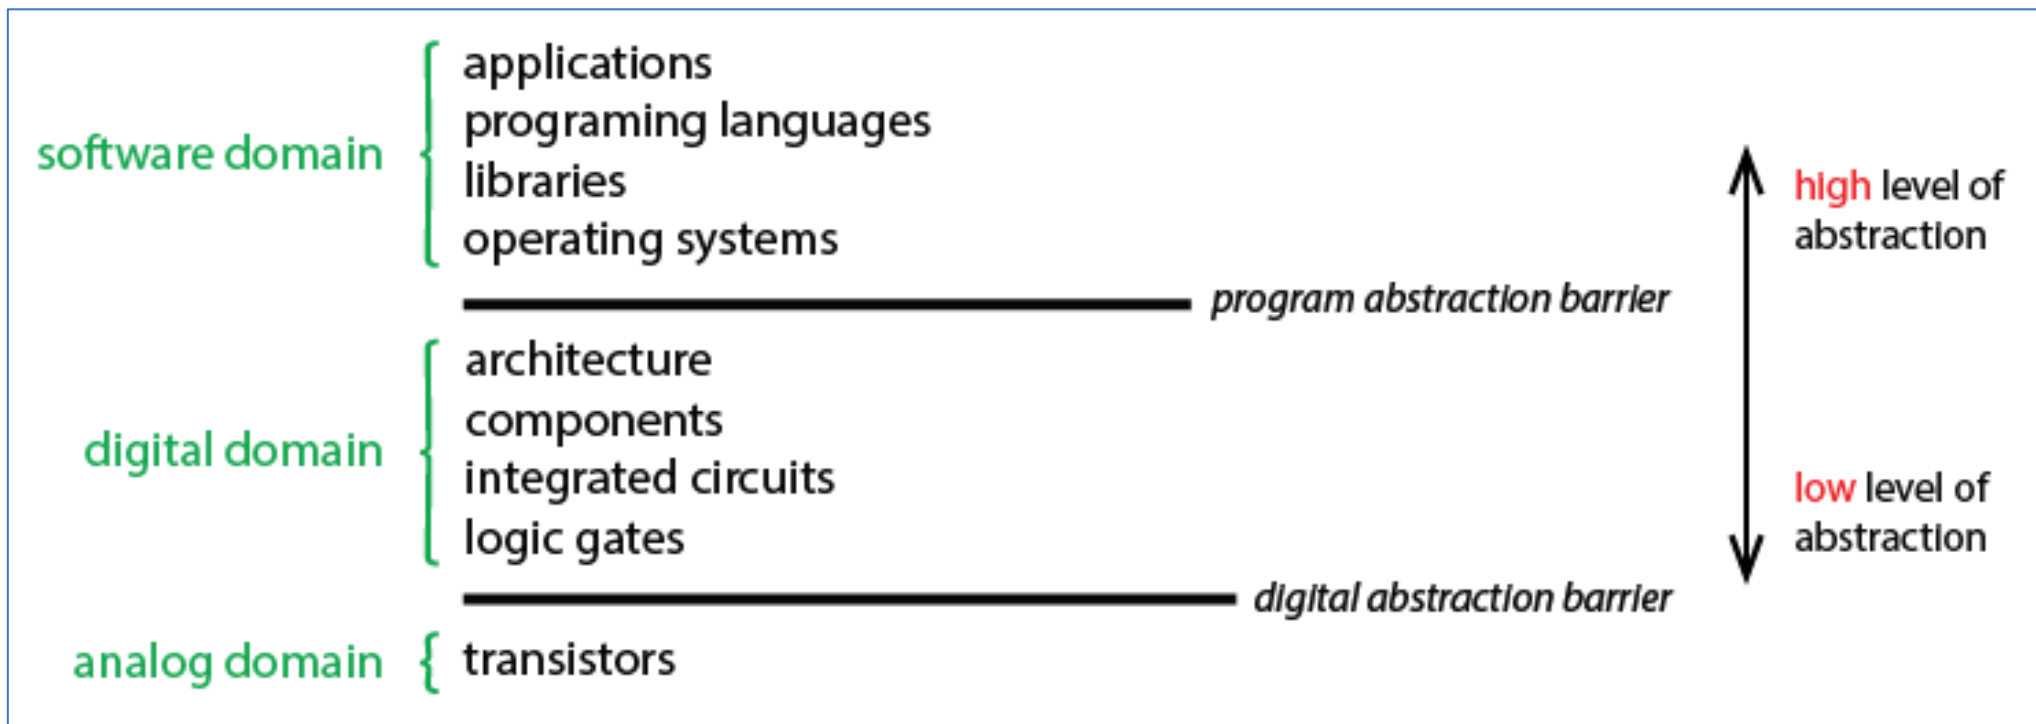 applications
programing languages
software domain
libraries
operating systems
high level of
abstraction
program abstraction barrier
architecture
components
digital domain
integrated circuits
logic gates
low level of
abstraction
digital abstraction barrier
analog domain
transistors